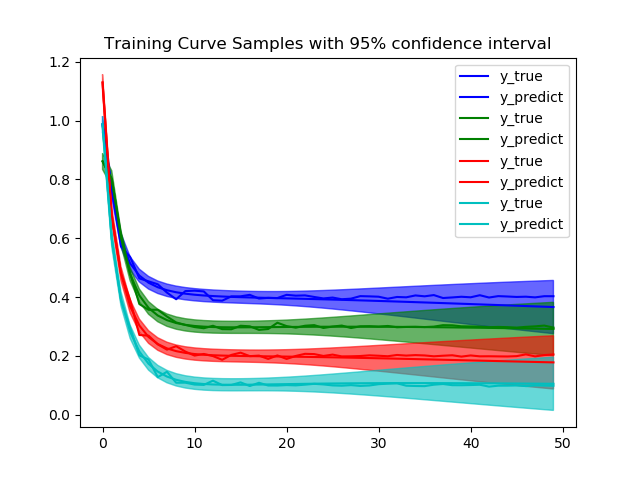 Training Curve Samples with 95% confidence interval
1.2
1.0
0.8
0.6
0.4
0.2
0.0
0
10
20
30
40
50
y_true
y_predict
y_true
y_predict
y_true
y_predict
y_true
y_predict